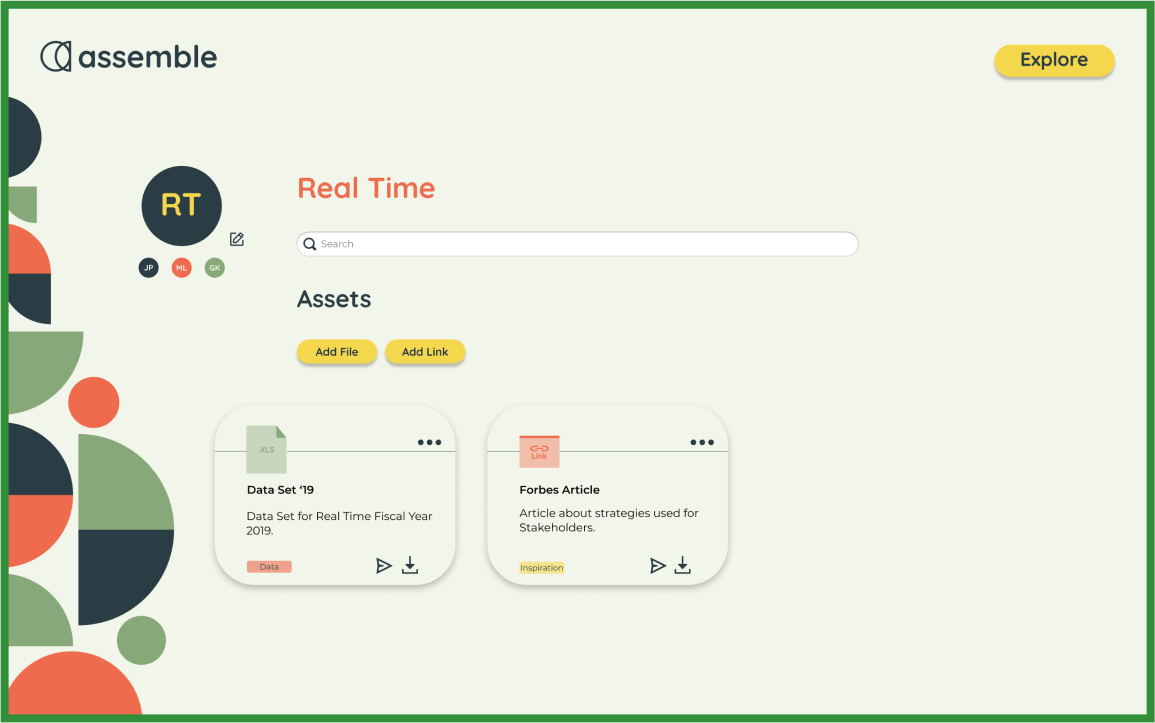 assemble
Explore
RT
Real Time
Search
JP ML GK
Assets
Add File Add Link
.XLS
Data Set ‘19
Data Set for Real Time Fiscal Year
2019.
Data
Link
Forbes Article
Article about strategies used for
Stakeholders.
Inspiration